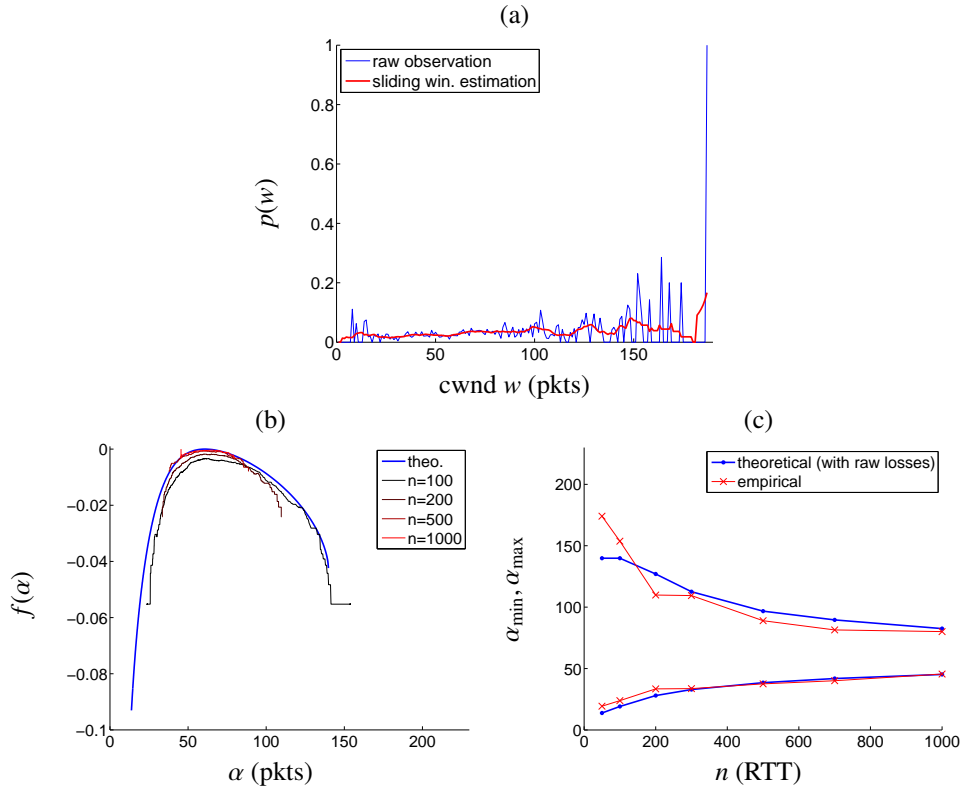 (a)
1
0.8
0.6
0.4
0.2
0
p(w)
raw observation
sliding win. estimation
0 50 100 150
cwnd w (pkts)
(b)
0
−0.02
−0.04
−0.06
−0.08
−0.1
f(α)
theo.
n=100
n=200
n=500
n=1000
0 50 100 150 200
α (pkts)
(c)
200
150
100
50
0
αmin, αmax
theoretical (with raw losses)
empirical
0 200 400 600 800 1000
n (RTT)